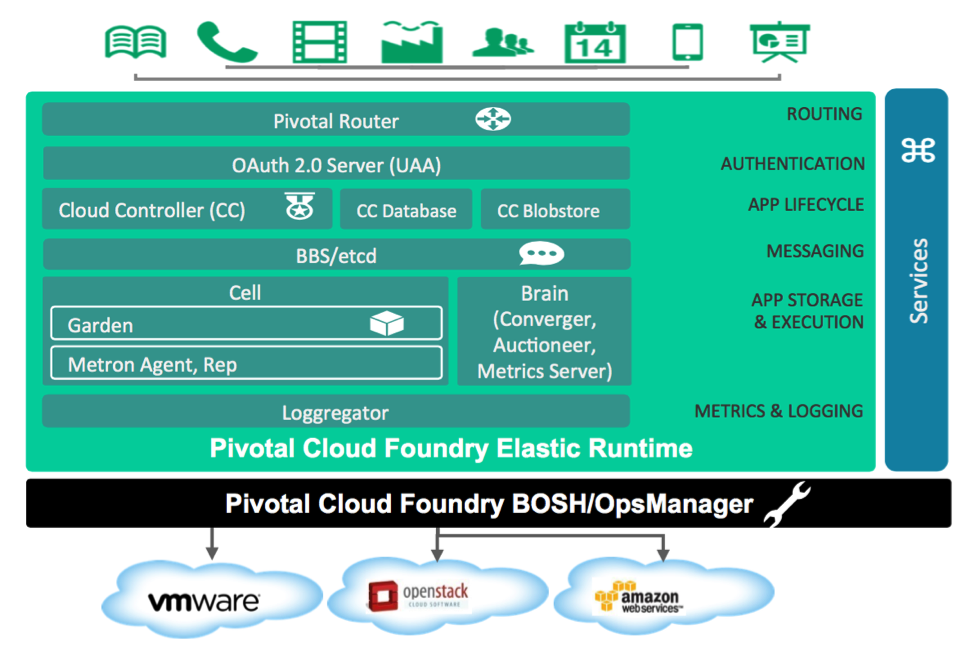 14
Pivotal Router
ROUTING
OAuth 2.0 Server (UAA)
AUTHENTICATION
Cloud Controller (CC)
CC Database
CC Blobstore
APP LIFECYCLE
BBS/etcd
MESSAGING
Cell
Garden
Metron Agent, Rep
Brain
(Converger,
Auctioneer,
Metrics Server)
APP STORAGE
& EXECUTION
Loggregator
METRICS & LOGGING
Pivotal Cloud Foundry Elastic Runtime
Services
Pivotal Cloud Foundry BOSH/OpsManager
vmware
openstack
CLOUD SOFTWARE
amazon
webservices™